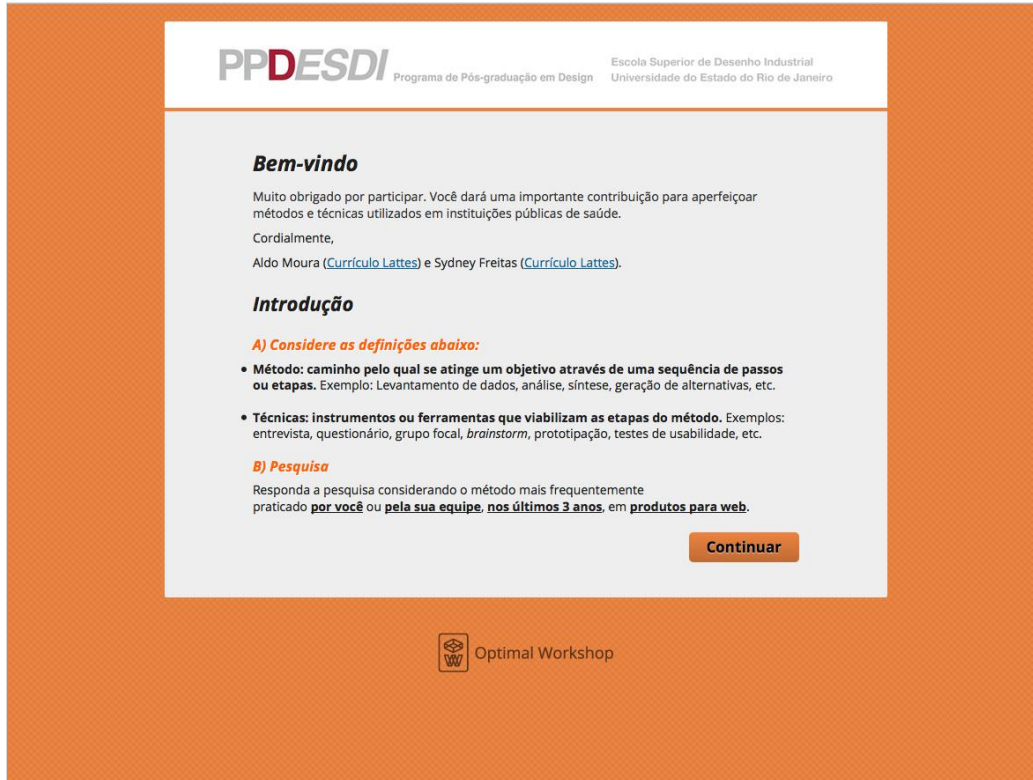 PPDESDI Programa de Pós-graduação em Design
Escola Superior de Desenho Industrial
Universidade do Estado do Rio de Janeiro
Bem-vindo
Muito obrigado por participar. Você dará uma importante contribuição para aperfeiçoar
métodos e técnicas utilizados em instituições públicas de saúde.
Cordialmente,
Aldo Moura (Currículo Lattes) e Sydney Freitas (Currículo Lattes).
Introdução
A) Considere as definições abaixo:
• Método: caminho pelo qual se atinge um objetivo através de uma sequência de passos
ou etapas. Exemplo: Levantamento de dados, análise, síntese, geração de alternativas, etc.
• Técnicas: instrumentos ou ferramentas que viabilizam as etapas do método. Exemplos:
entrevista, questionário, grupo focal, brainstorm, prototipação, testes de usabilidade, etc.
B) Pesquisa
Responda a pesquisa considerando o método mais frequentemente
praticado por você ou pela sua equipe, nos últimos 3 anos, em produtos para web.
Continuar
Optimal Workshop